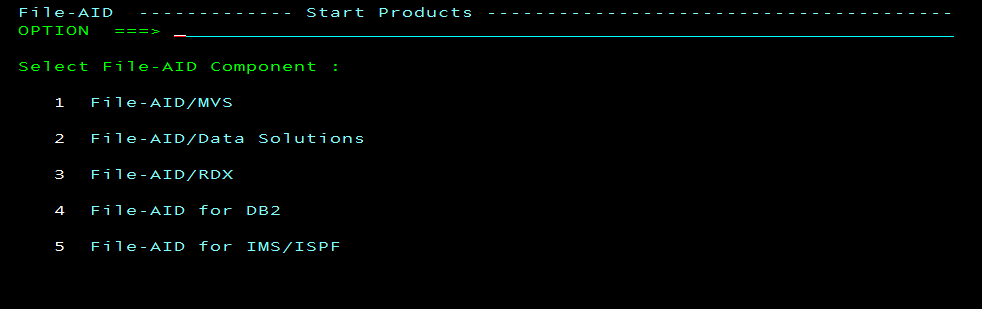 File-AID  ------------- Start Products ---------------------------------------
OPTION  ===> _
Select File-AID Component :
1  File-AID/MVS
2  File-AID/Data Solutions
3  File-AID/RDX
4  File-AID for DB2
5  File-AID for IMS/ISPF